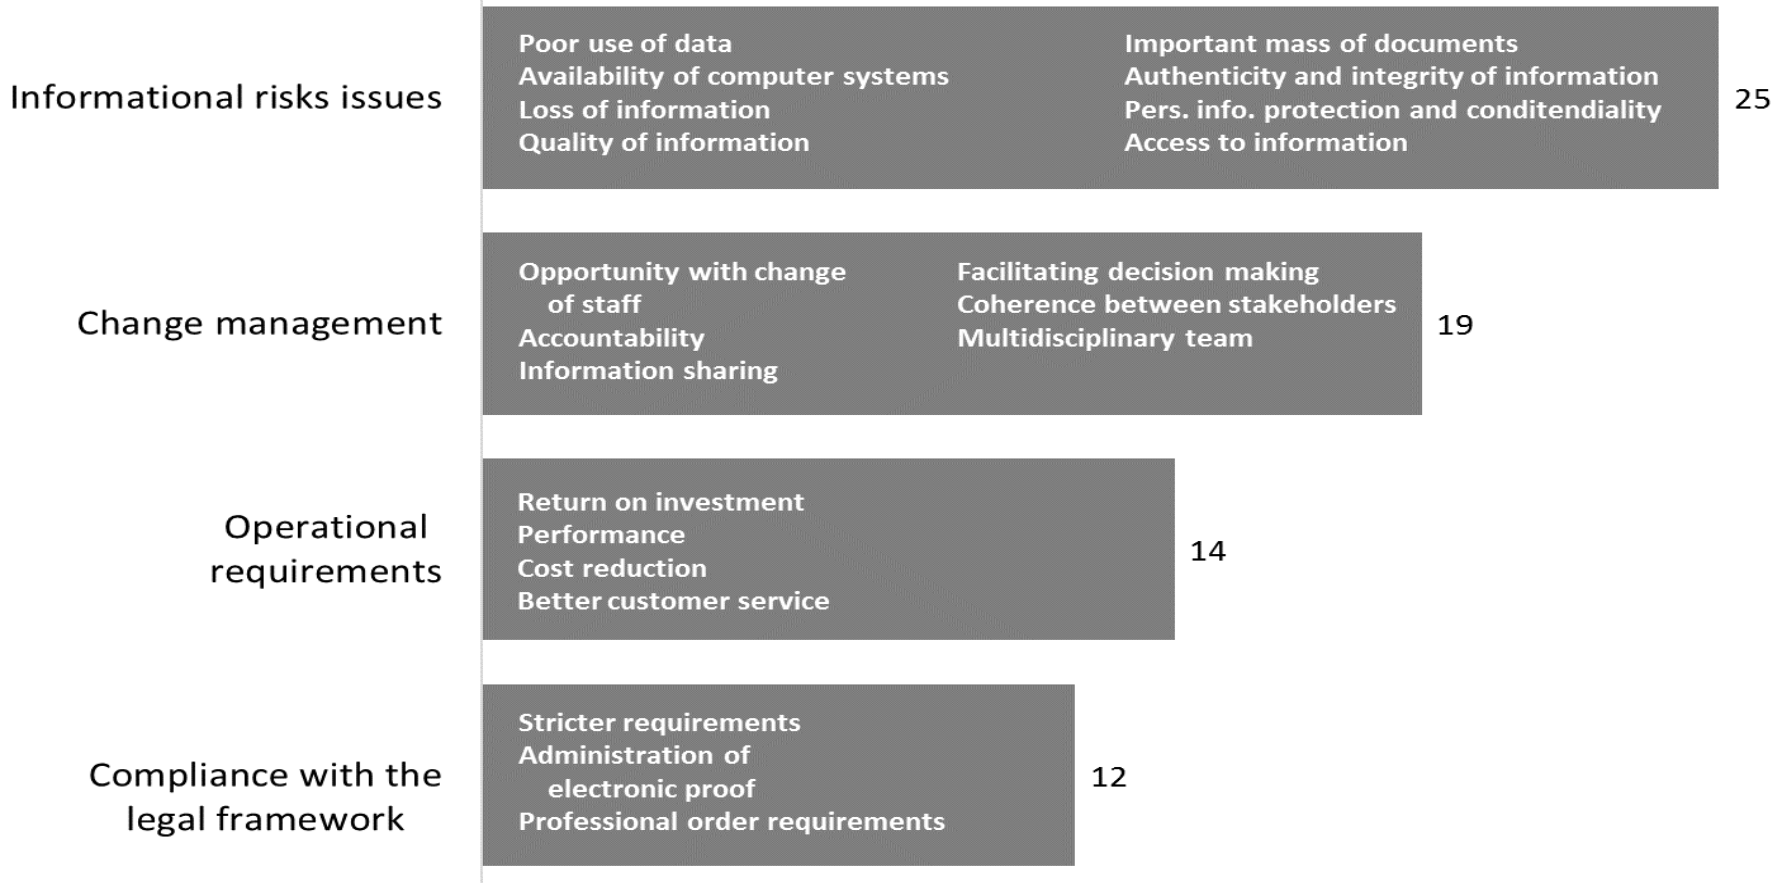 Informational risks issues
Poor use of data
Availability of computer systems
Loss of information
Quality of information
Important mass of documents
Authenticity and integrity of information
Pers. info. protection and conditendiality
Access to information
25
Change management
Opportunity with change
of staff
Accountability
Information sharing
Facilitating decision making
Coherence between stakeholders
Multidisciplinary team
19
Operational
requirements
Return on investment
Performance
Cost reduction
Better customer service
14
Compliance with the
legal framework
Stricter requirements
Administration of
electronic proof
Professional order requirements
12